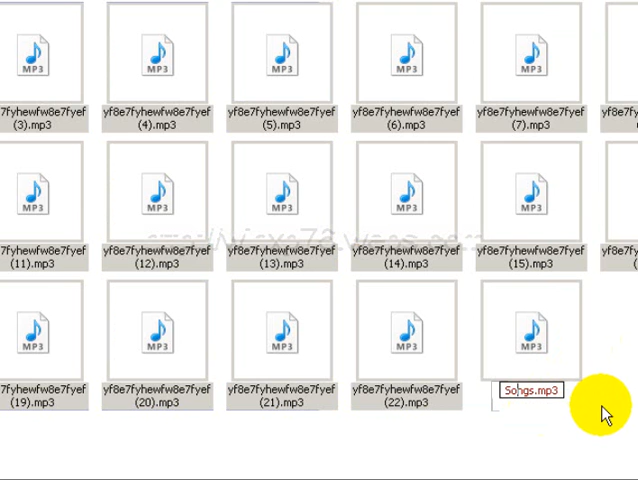 MP3 MP3 MP3 MP3 MP3
7fyhewfw8e7fyef yf8e7fyhewfw8e7fyef yf8e7fyhewfw8e7fyef yf8e7fyhewfw8e7fyef yf8e7fyhewfw8e7fyef yf8e7fy
(3).mp3 (4).mp3 (5).mp3 (6).mp3 (7).mp3
MP3 MP3 MP3 MP3 MP3
7fyhewfw8e7fyef yf8e7fyhewfw8e7fyef yf8e7fyhewfw8e7fyef yf8e7fyhewfw8e7fyef yf8e7fyhewfw8e7fyef yf8e7fy
(11).mp3 (12).mp3 (13).mp3 (14).mp3 (15).mp3
MP3 MP3 MP3 MP3 MP3
7fyhewfw8e7fyef yf8e7fyhewfw8e7fyef yf8e7fyhewfw8e7fyef yf8e7fyhewfw8e7fyef Songs.mp3
(19).mp3 (20).mp3 (21).mp3 (22).mp3